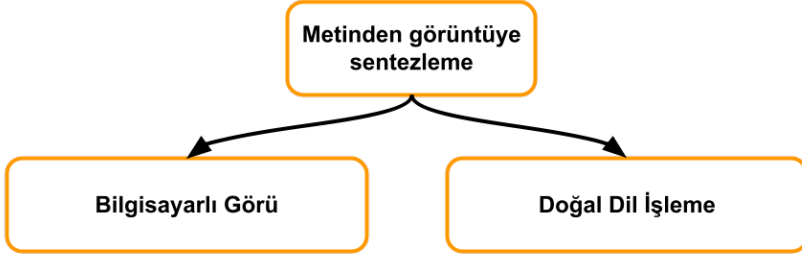 Metinden görüntüye
sentezleme
Bilgisayarlı Görü
Doğal Dil İşleme